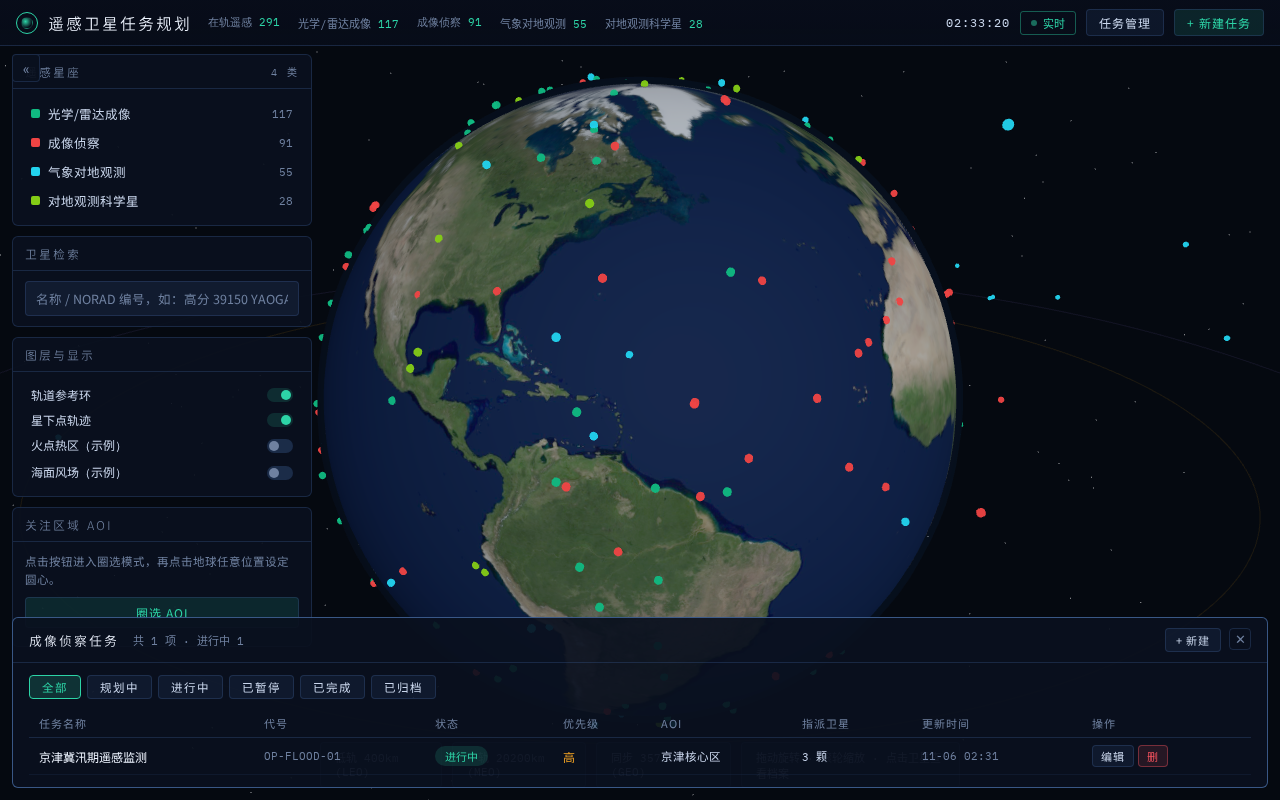 遥感卫星任务规划
在轨遥感 291
光学/雷达成像 117
成像侦察 91
气象对地观测 55
对地观测科学星 28
02:33:20
实时
任务管理
+ 新建任务
«
感星座
4 类
光学/雷达成像 117
成像侦察 91
气象对地观测 55
对地观测科学星 28
卫星检索
名称 / NORAD 编号，如：高分 39150 YAOGA
图层与显示
轨道参考环
星下点轨迹
火点热区（示例）
海面风场（示例）
关注区域 AOI
点击按钮进入圈选模式，再点击地球任意位置设定
圆心。
圈选 AOI
成像侦察任务 共 1 项 · 进行中 1
+ 新建
✕
全部 规划中 进行中 已暂停 已完成 已归档
任务名称 代号 状态 优先级 AOI 指派卫星 更新时间 操作
京津冀汛期遥感监测 OP-FLOOD-01 进行中 高 京津核心区 3 颗 11-06 02:31 编辑 删